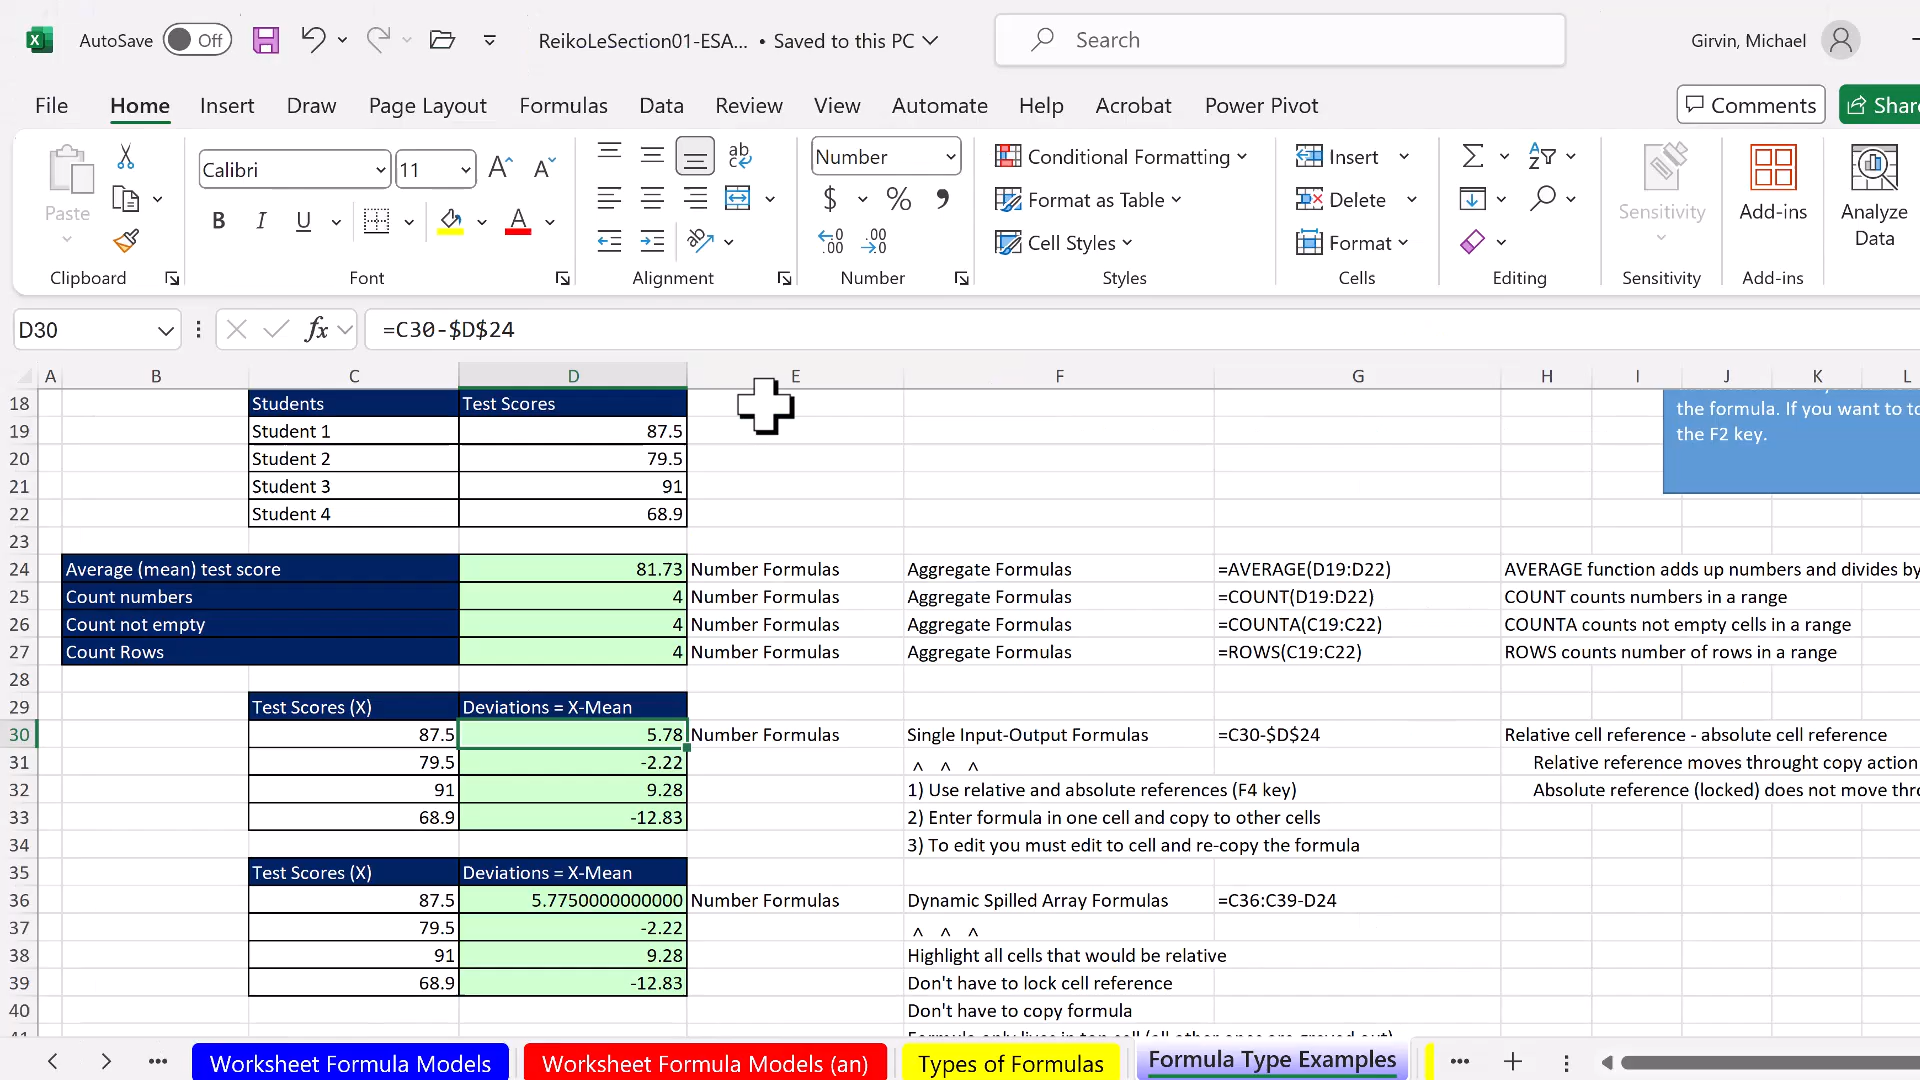 AutoSave Off ReikoLeSection01-ESA... • Saved to this PC Search Girvin, Michael
File Home Insert Draw Page Layout Formulas Data Review View Automate Help Acrobat Power Pivot Comments Share
Paste Calibri 11 Number Conditional Formatting Insert Sensitivity Add-ins Analyze Data
Format as Table Delete
Cell Styles Format
Clipboard Font Alignment Number Styles Cells Editing Sensitivity Add-ins
D30 fx =C30-$D$24
A B C D E F G H I J K L
18 Students Test Scores the formula. If you want to
19 Student 1 87.5 the F2 key.
20 Student 2 79.5
21 Student 3 91
22 Student 4 68.9
23
24 Average (mean) test score 81.73 Number Formulas Aggregate Formulas =AVERAGE(D19:D22) AVERAGE function adds up numbers and divides by
25 Count numbers 4 Number Formulas Aggregate Formulas =COUNT(D19:D22) COUNT counts numbers in a range
26 Count not empty 4 Number Formulas Aggregate Formulas =COUNTA(C19:C22) COUNTA counts not empty cells in a range
27 Count Rows 4 Number Formulas Aggregate Formulas =ROWS(C19:C22) ROWS counts number of rows in a range
28
29 Test Scores (X) Deviations = X-Mean
30 87.5 5.78 Number Formulas Single Input-Output Formulas =C30-$D$24 Relative cell reference - absolute cell reference
31 79.5 -2.22 ^ ^ ^ Relative reference moves throught copy action
32 91 9.28 1) Use relative and absolute references (F4 key) Absolute reference (locked) does not move thro
33 68.9 -12.83 2) Enter formula in one cell and copy to other cells
34 3) To edit you must edit to cell and re-copy the formula
35 Test Scores (X) Deviations = X-Mean
36 87.5 5.7750000000000 Number Formulas Dynamic Spilled Array Formulas =C36:C39-D24
37 79.5 -2.22 ^ ^ ^
38 91 9.28 Highlight all cells that would be relative
39 68.9 -12.83 Don't have to lock cell reference
40 Don't have to copy formula
Worksheet Formula Models Worksheet Formula Models (an) Types of Formulas Formula Type Examples